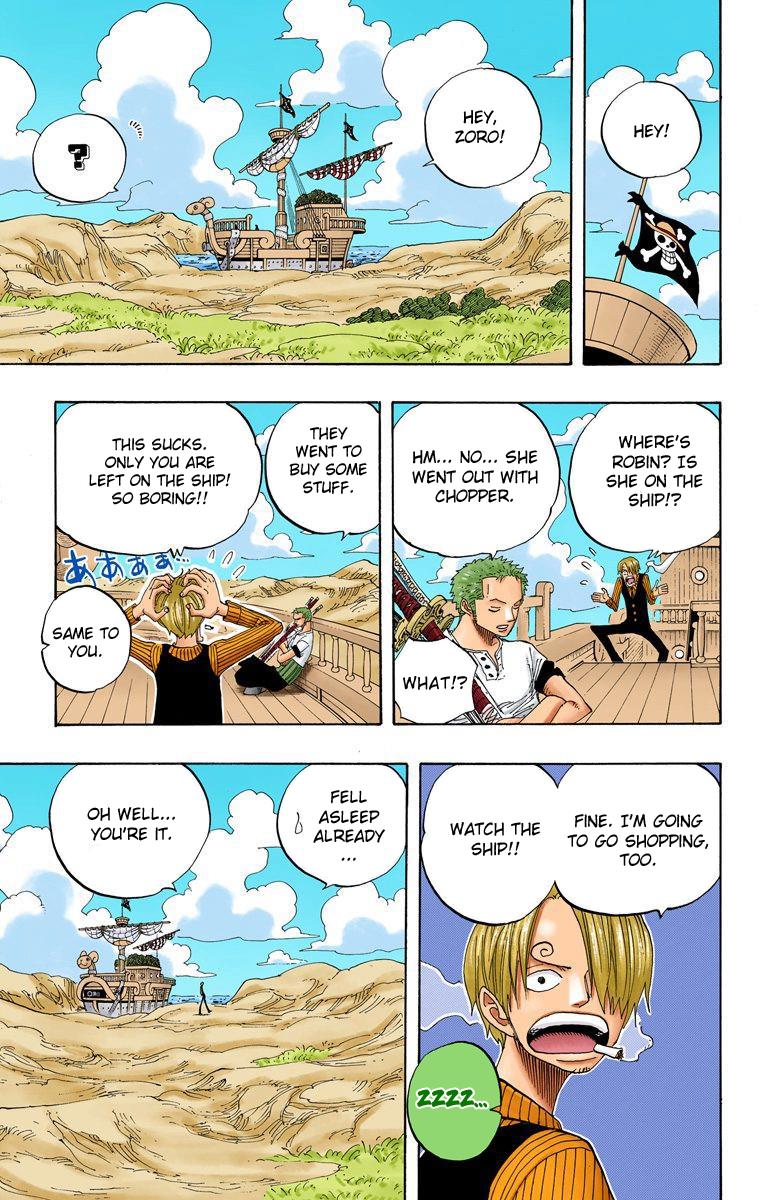 HEY!
HEY,
ZORO!
?
WHERE'S
ROBIN? IS
SHE ON THE
SHIP!?
HM... NO... SHE
WENT OUT WITH
CHOPPER.
WHAT!?
THEY
WENT TO
BUY SOME
STUFF.
THIS SUCKS.
ONLY YOU ARE
LEFT ON THE SHIP!
SO BORING!!
ああぁぁ...
SAME TO
YOU.
FINE. I'M GOING
TO GO SHOPPING,
TOO.
WATCH THE
SHIP!!
ZZZZ...
FELL
ASLEEP
ALREADY
...
OH WELL...
YOU'RE IT.